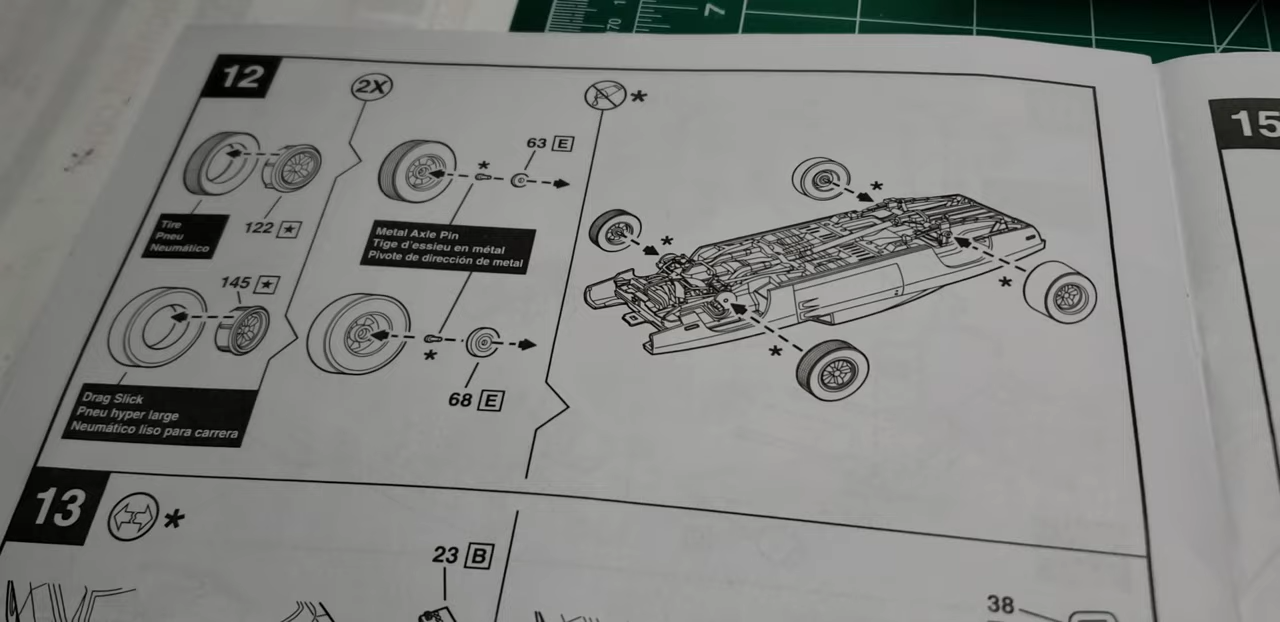 7
70
12
2X
*
15
63 E
*
Tire
Pneu
Neumático
122 ★
Metal Axle Pin
Tige d'essieu en métal
Pivote de dirección de metal
*
*
*
*
145 ★
*
68 E
Drag Slick
Pneu hyper large
Neumático liso para carrera
13
*
23 B
38